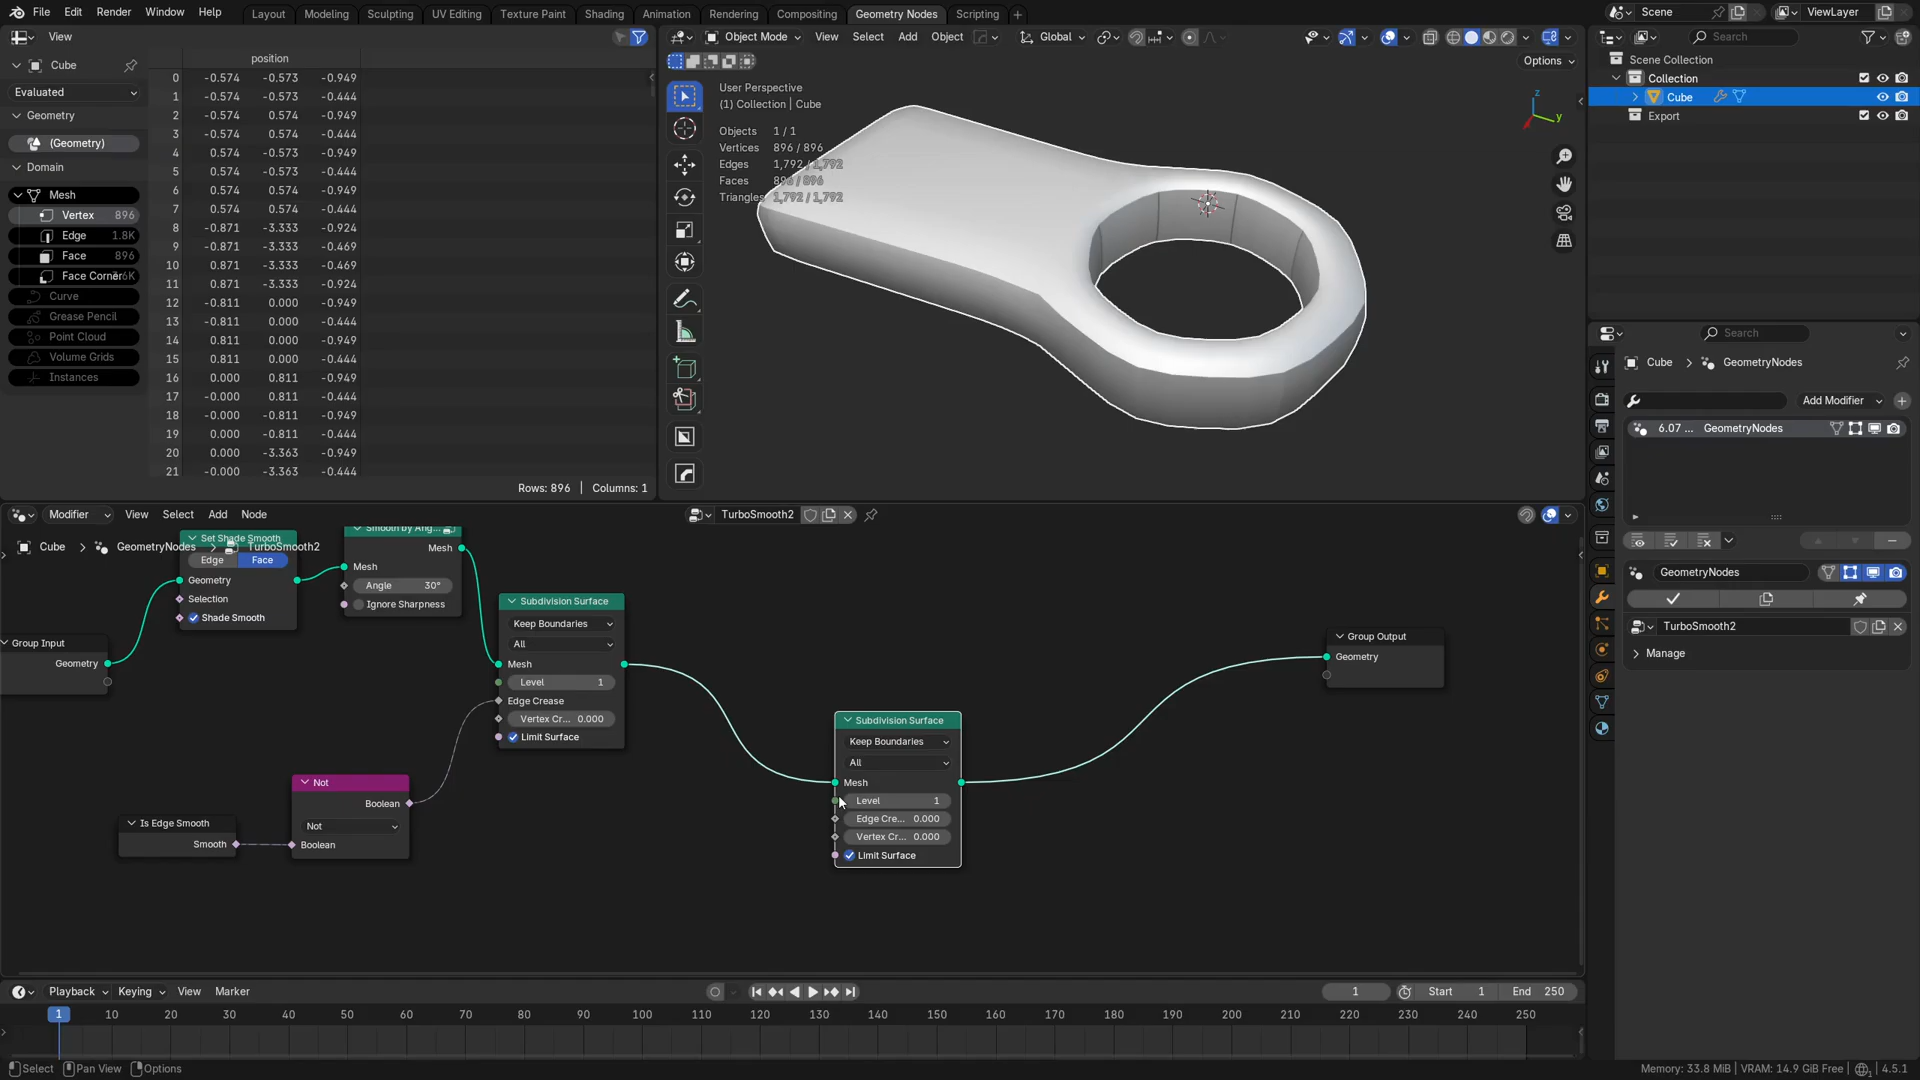 File Edit Render Window Help Layout Modeling Sculpting UV Editing Texture Paint Shading Animation Rendering Compositing Geometry Nodes Scripting Scene ViewLayer
View
Cube
Evaluated
Geometry
(Geometry)
Domain
Mesh
Vertex 896
Edge 1.8K
Face 896
Face Corner
Curve
Grease Pencil
Point Cloud
Volume Grids
Instances
position
0 -0.574 -0.573 -0.949
1 -0.574 -0.573 -0.444
2 -0.574 0.574 -0.949
3 -0.574 0.574 -0.444
4 0.574 -0.573 -0.949
5 0.574 -0.573 -0.444
6 0.574 0.574 -0.949
7 0.574 0.574 -0.444
8 -0.871 -3.333 -0.924
9 -0.871 -3.333 -0.469
10 0.871 -3.333 -0.469
11 0.871 -3.333 -0.924
12 -0.811 0.000 -0.949
13 -0.811 0.000 -0.444
14 0.811 0.000 -0.949
15 0.811 0.000 -0.444
16 0.000 0.811 -0.949
17 -0.000 0.811 -0.444
18 -0.000 -0.811 -0.949
19 0.000 -0.811 -0.444
20 0.000 -3.363 -0.949
21 -0.000 -3.363 -0.444
Rows: 896 | Columns: 1
Object Mode View Select Add Object Global
Options
User Perspective
(1) Collection | Cube
Objects 1 / 1
Vertices 896 / 896
Edges 1,792 / 1,792
Faces 896 / 896
Triangles 1,792 / 1,792
z
y
Search
Scene Collection
Collection
Cube
Export
Search
Cube GeometryNodes
Add Modifier
6.07 ... GeometryNodes
GeometryNodes
TurboSmooth2
Manage
Modifier View Select Add Node TurboSmooth2
Cube GeometryNodes TurboSmooth2
Group Input
Geometry
Set Shade Smooth
Edge Face
Geometry
Selection
Shade Smooth
Smooth by Ang...
Mesh
Mesh
Angle 30°
Ignore Sharpness
Subdivision Surface
Keep Boundaries
All
Mesh
Level 1
Edge Crease
Vertex Cr... 0.000
Limit Surface
Is Edge Smooth
Smooth
Not
Boolean
Not
Boolean
Subdivision Surface
Keep Boundaries
All
Mesh
Level 1
Edge Cre... 0.000
Vertex Cr... 0.000
Limit Surface
Group Output
Geometry
Playback Keying View Marker 1 Start 1 End 250
1 10 20 30 40 50 60 70 80 90 100 110 120 130 140 150 160 170 180 190 200 210 220 230 240 250
Select Pan View Options Memory: 33.8 MiB | VRAM: 14.9 GiB Free | 4.5.1